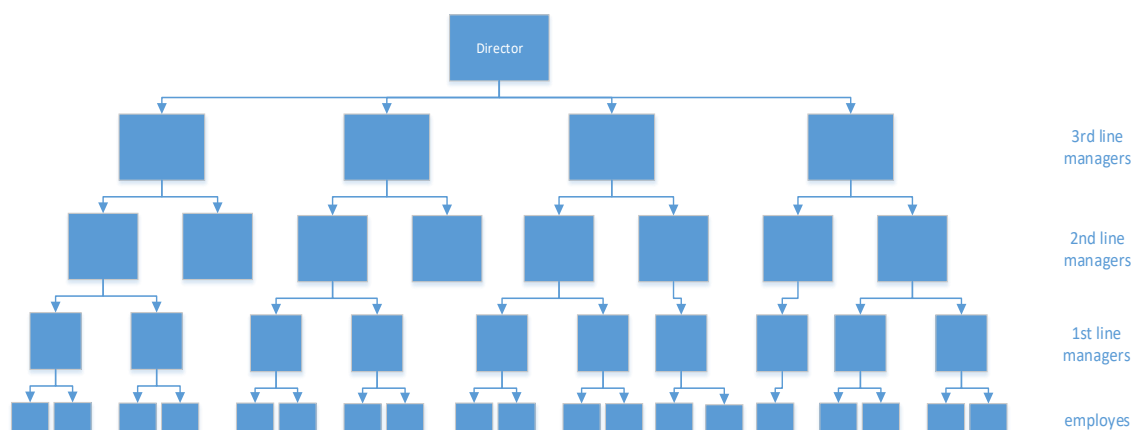 Director
3rd line
managers
2nd line
managers
1st line
managers
employes